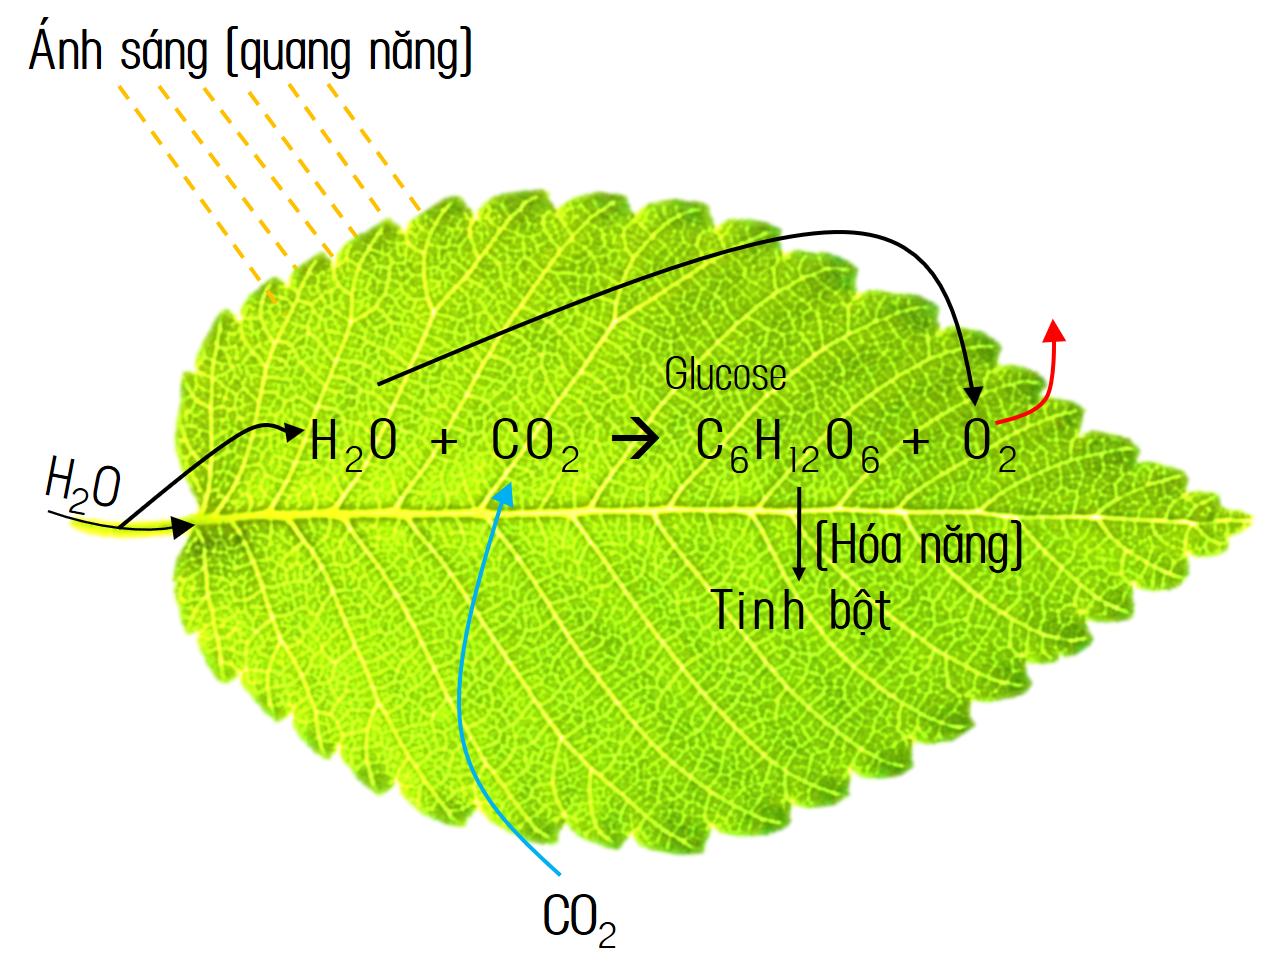 Ánh sáng (quang năng)
Glucose
H₂O + CO₂ → C₆H₁₂O₆ + O₂
H₂O
(Hóa năng)
Tinh bột
CO₂